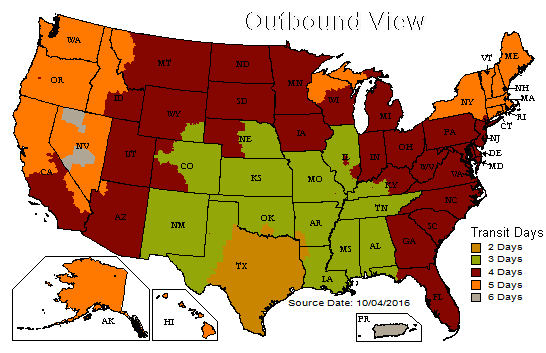 Outbound View
WA
OR
CA
NV
ID
MT
WY
UT
AZ
CO
NM
ND
SD
NE
KS
OK
TX
MN
IA
MO
AR
LA
WI
IL
MS
MI
IN
OH
KY
TN
AL
GA
FL
SC
NC
VA
WV
PA
NY
VT
ME
NH
MA
RI
CT
NJ
DE
MD
AK
HI
PR
Transit Days
2 Days
3 Days
4 Days
5 Days
6 Days
Source Date: 10/04/2016